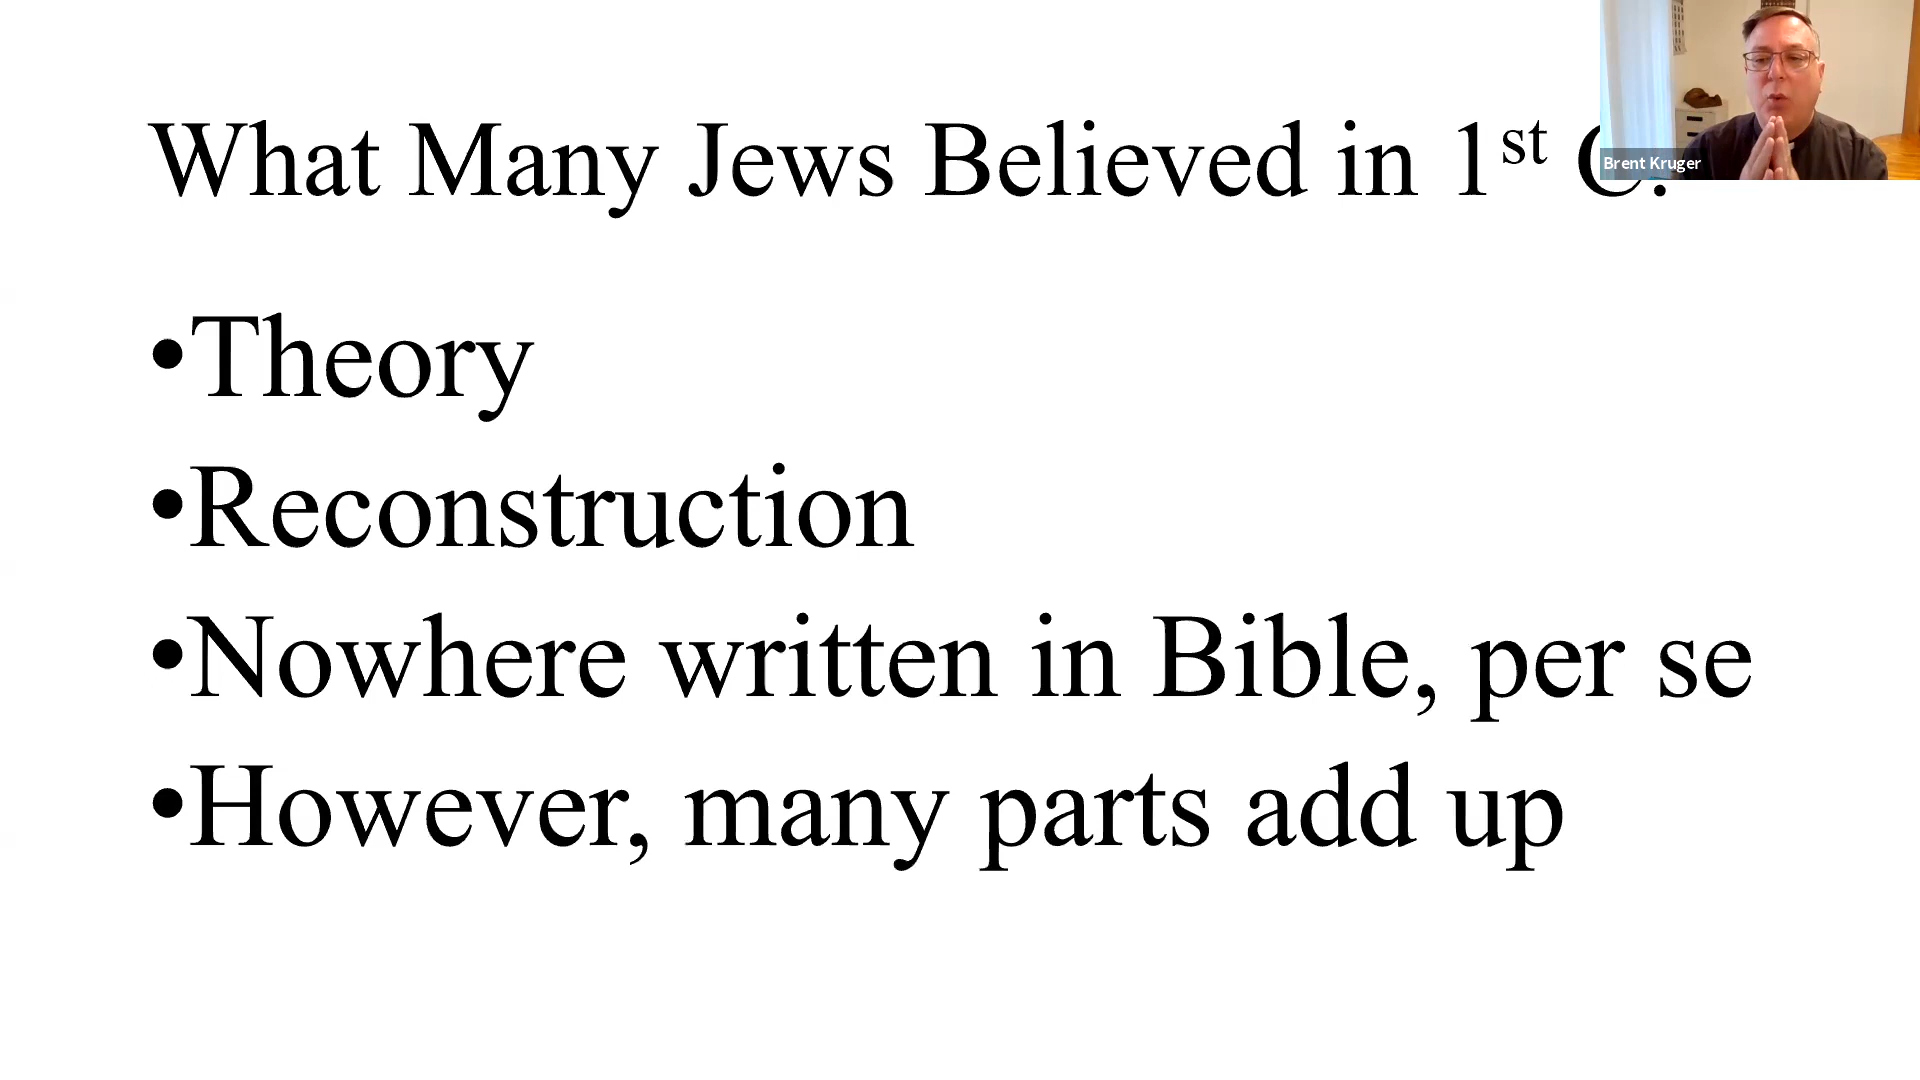 What Many Jews Believed in 1st C.
•Theory
•Reconstruction
•Nowhere written in Bible, per se
•However, many parts add up
Brent Kruger